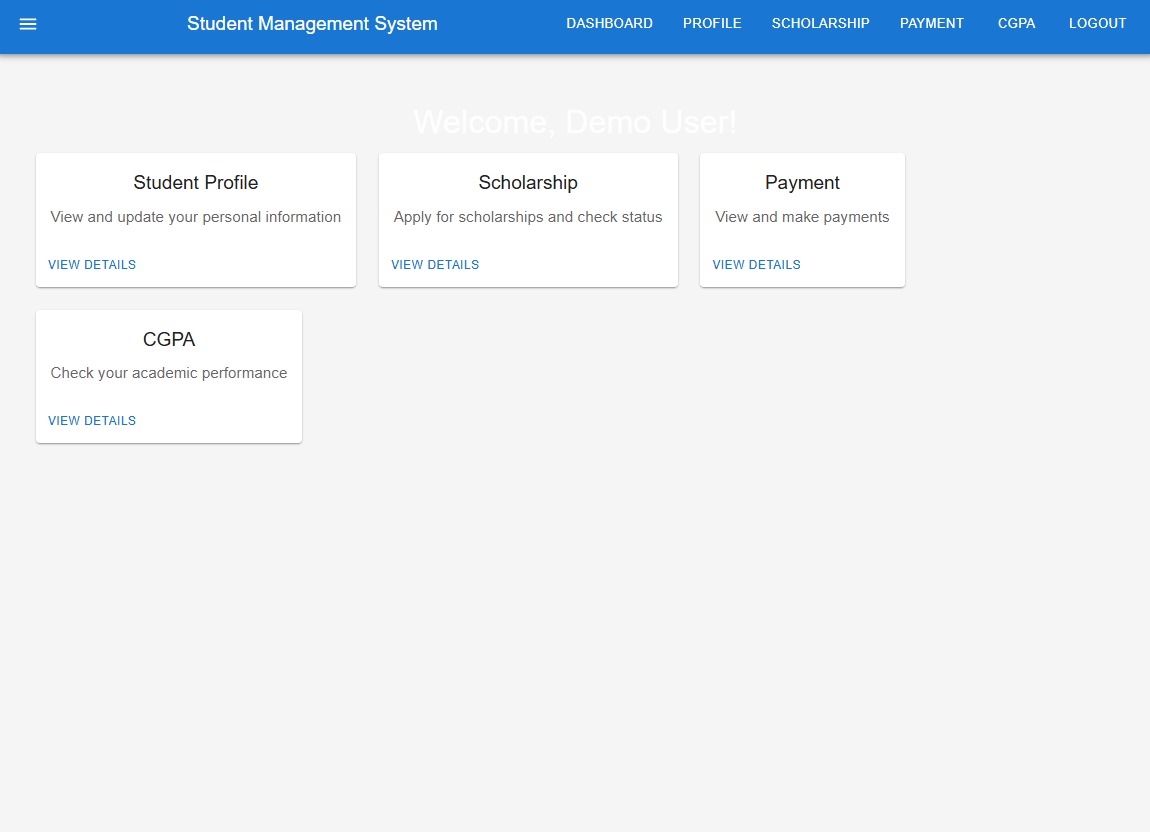 Student Management System
DASHBOARD PROFILE SCHOLARSHIP PAYMENT CGPA LOGOUT
Welcome, Demo User!
Student Profile
View and update your personal information
VIEW DETAILS
Scholarship
Apply for scholarships and check status
VIEW DETAILS
Payment
View and make payments
VIEW DETAILS
CGPA
Check your academic performance
VIEW DETAILS